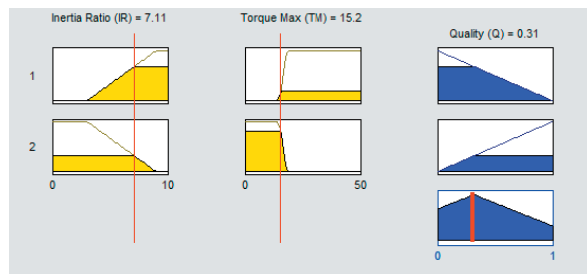 Inertia Ratio (IR) = 7.11
Torque Max (TM) = 15.2
Quality (Q) = 0.31
1
2
0 10
0 50
0 1